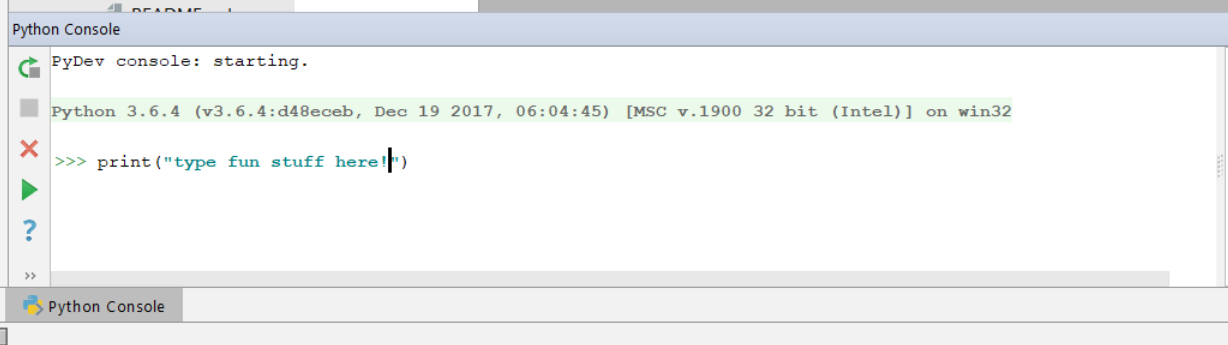 Python Console
PyDev console: starting.
Python 3.6.4 (v3.6.4:d48eceb, Dec 19 2017, 06:04:45) [MSC v.1900 32 bit (Intel)] on win32
>>> print("type fun stuff here!")
Python Console